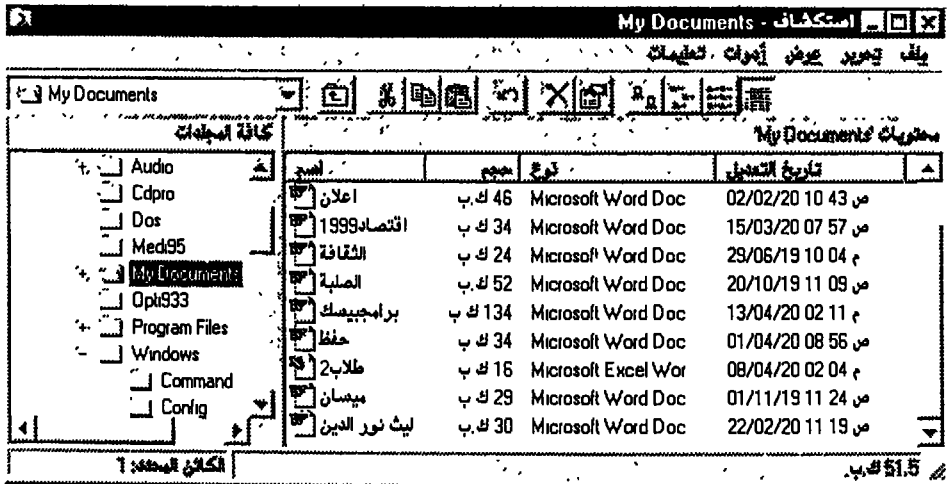 استكشاف - My Documents
ملف تحرير عرض أدوات تعليمات
My Documents
كافة المجلدات
محتويات 'My Documents'
Audio
Cdpro
Dos
Medi95
My Documents
Opti933
Program Files
Windows
Command
Config
اسم حجم نوع تاريخ التعديل
اعلان 46 ك.ب Microsoft Word Doc 02/02/20 10 43 ص
اقتصاد1999 34 ك.ب Microsoft Word Doc 15/03/20 07 57 ص
الثقافة 24 ك.ب Microsoft Word Doc 29/06/19 10 04 م
الصلبة 52 ك.ب Microsoft Word Doc 20/10/19 11 09 ص
برامجبيسك 134 ك ب Microsoft Word Doc 13/04/20 02 11 م
حفظ 34 ك.ب Microsoft Word Doc 01/04/20 08 56 ص
طلاب2 16 ك ب Microsoft Excel Wor 08/04/20 02 04 م
ميسان 29 ك ب Microsoft Word Doc 01/11/19 11 24 ص
ليث نور الدين 30 ك.ب Microsoft Word Doc 22/02/20 11 19 ص
الكائن المحدد: 1
51.5 ك.ب.